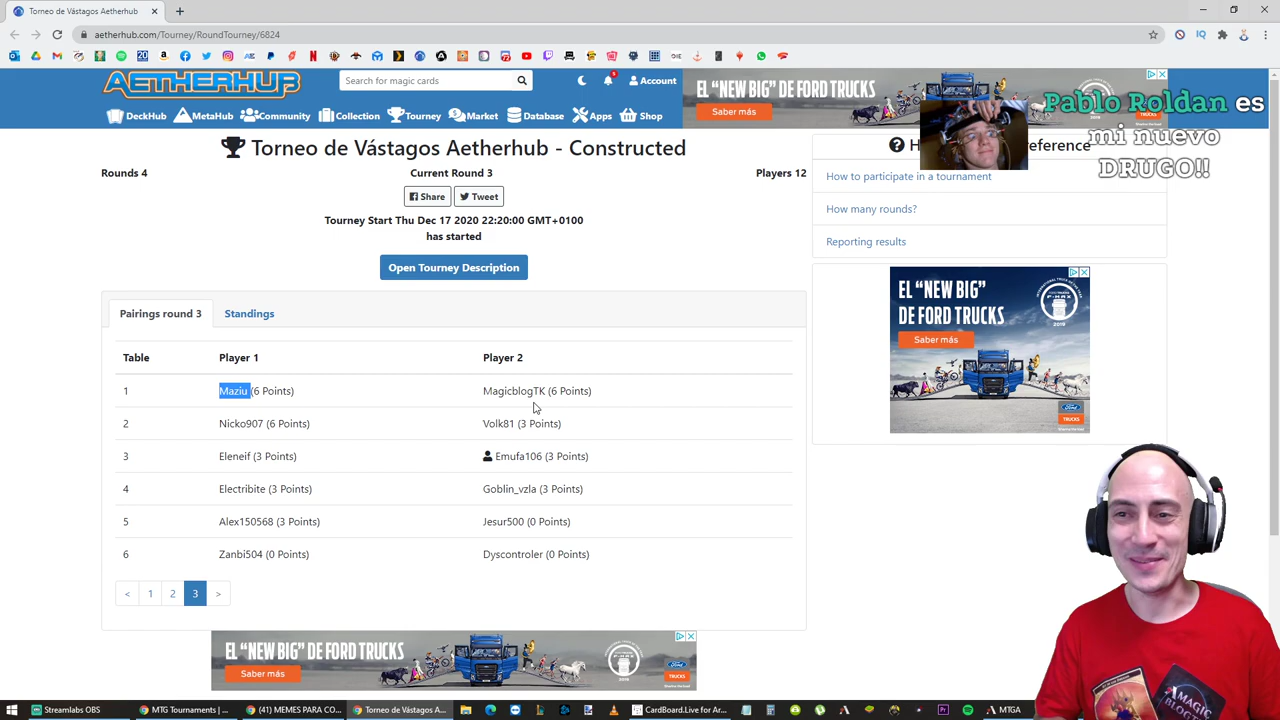 Torneo de Vástagos Aetherhub
aetherhub.com/Tourney/RoundTourney/6824
AETHERHUB
Search for magic cards
Account
EL "NEW BIG" DE FORD TRUCKS
Saber más
Pablo Roldan es
mi nuevo
DRUGO!!
DeckHub
MetaHub
Community
Collection
Tourney
Market
Database
Apps
Shop
Torneo de Vástagos Aetherhub - Constructed
Rounds 4
Current Round 3
Players 12
Share
Tweet
Tourney Start Thu Dec 17 2020 22:20:00 GMT+0100
has started
Open Tourney Description
How to participate in a tournament
How many rounds?
Reporting results
EL "NEW BIG"
DE FORD TRUCKS
Saber más
Pairings round 3
Standings
Table Player 1 Player 2
1 Maziu (6 Points) MagicblogTK (6 Points)
2 Nicko907 (6 Points) Volk81 (3 Points)
3 Eleneif (3 Points) Emufa106 (3 Points)
4 Electribite (3 Points) Goblin_vzla (3 Points)
5 Alex150568 (3 Points) Jesur500 (0 Points)
6 Zanbi504 (0 Points) Dyscontroler (0 Points)
< 1 2 3 >
EL "NEW BIG" DE FORD TRUCKS
Saber más
Streamlabs OBS
MTG Tournaments | ...
(41) MEMES PARA CO...
Torneo de Vástagos A...
CardBoard.Live for Ar...
MTGA